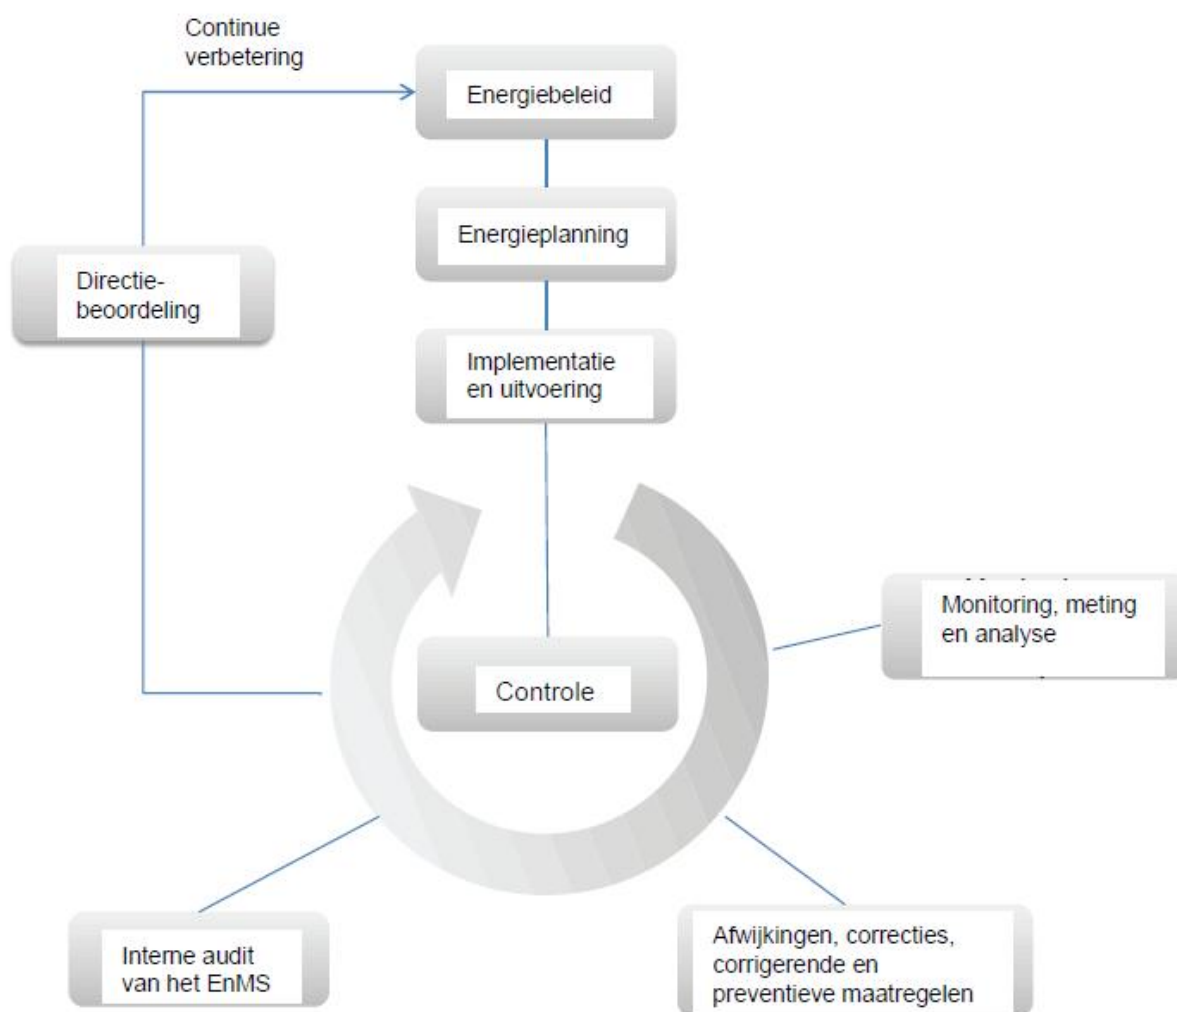 Continue
verbetering
Energiebeleid
Energieplanning
Directie-
beoordeling
Implementatie
en uitvoering
Monitoring, meting
en analyse
Controle
Interne audit
van het EnMS
Afwijkingen, correcties,
corrigerende en
preventieve maatregelen